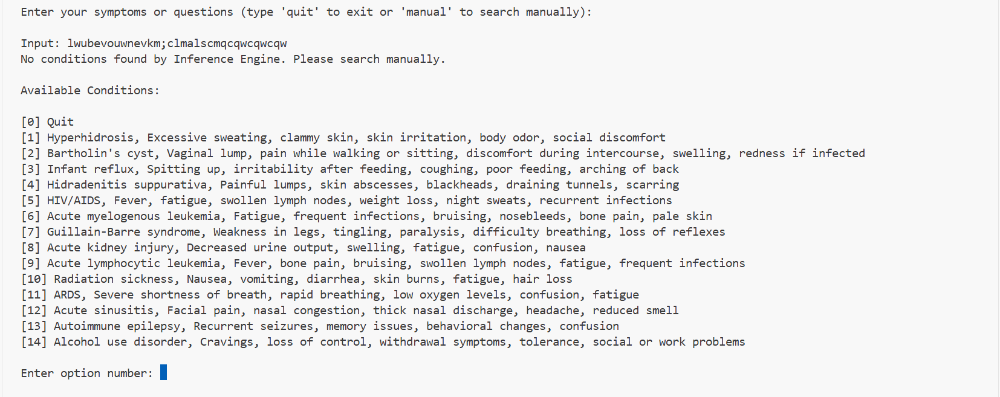 Enter your symptoms or questions (type 'quit' to exit or 'manual' to search manually):
Input: lwubevouwnevkm;clmalscmqcqwcqwcqw
No conditions found by Inference Engine. Please search manually.
Available Conditions:
[0] Quit
[1] Hyperhidrosis, Excessive sweating, clammy skin, skin irritation, body odor, social discomfort
[2] Bartholin's cyst, Vaginal lump, pain while walking or sitting, discomfort during intercourse, swelling, redness if infected
[3] Infant reflux, Spitting up, irritability after feeding, coughing, poor feeding, arching of back
[4] Hidradenitis suppurativa, Painful lumps, skin abscesses, blackheads, draining tunnels, scarring
[5] HIV/AIDS, Fever, fatigue, swollen lymph nodes, weight loss, night sweats, recurrent infections
[6] Acute myelogenous leukemia, Fatigue, frequent infections, bruising, nosebleeds, bone pain, pale skin
[7] Guillain-Barre syndrome, Weakness in legs, tingling, paralysis, difficulty breathing, loss of reflexes
[8] Acute kidney injury, Decreased urine output, swelling, fatigue, confusion, nausea
[9] Acute lymphocytic leukemia, Fever, bone pain, bruising, swollen lymph nodes, fatigue, frequent infections
[10] Radiation sickness, Nausea, vomiting, diarrhea, skin burns, fatigue, hair loss
[11] ARDS, Severe shortness of breath, rapid breathing, low oxygen levels, confusion, fatigue
[12] Acute sinusitis, Facial pain, nasal congestion, thick nasal discharge, headache, reduced smell
[13] Autoimmune epilepsy, Recurrent seizures, memory issues, behavioral changes, confusion
[14] Alcohol use disorder, Cravings, loss of control, withdrawal symptoms, tolerance, social or work problems
Enter option number: